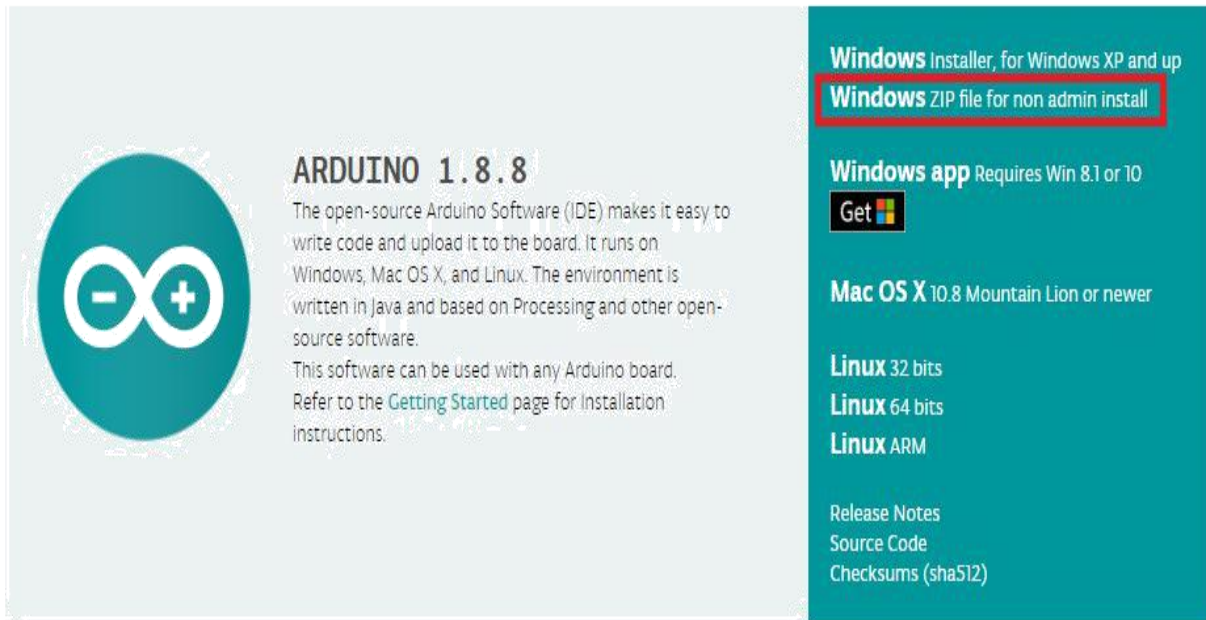 ARDUINO 1.8.8
The open-source Arduino Software (IDE) makes it easy to
write code and upload it to the board. It runs on
Windows, Mac OS X, and Linux. The environment is
written in Java and based on Processing and other open-
source software.
This software can be used with any Arduino board.
Refer to the Getting Started page for Installation
instructions.
Windows Installer, for Windows XP and up
Windows ZIP file for non admin install
Windows app Requires Win 8.1 or 10
Get
Mac OS X 10.8 Mountain Lion or newer
Linux 32 bits
Linux 64 bits
Linux ARM
Release Notes
Source Code
Checksums (sha512)